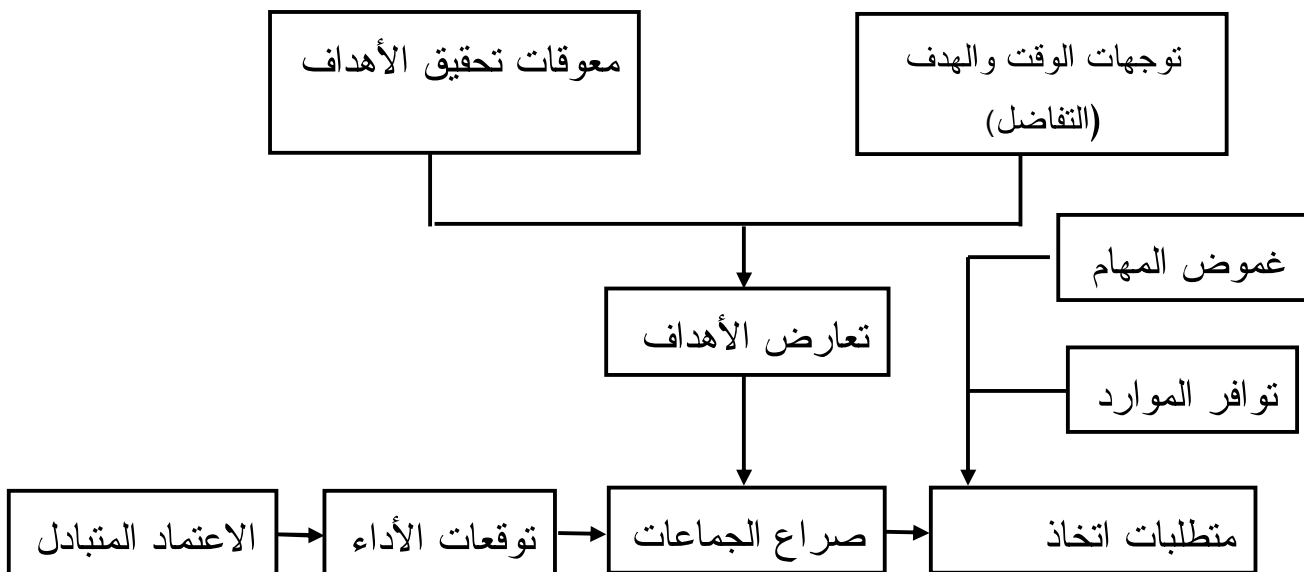 توجهات الوقت والهدف
(التفاضل)
معوقات تحقيق الأهداف
غموض المهام
تعارض الأهداف
توافر الموارد
الاعتماد المتبادل
توقعات الأداء
صراع الجماعات
متطلبات اتخاذ